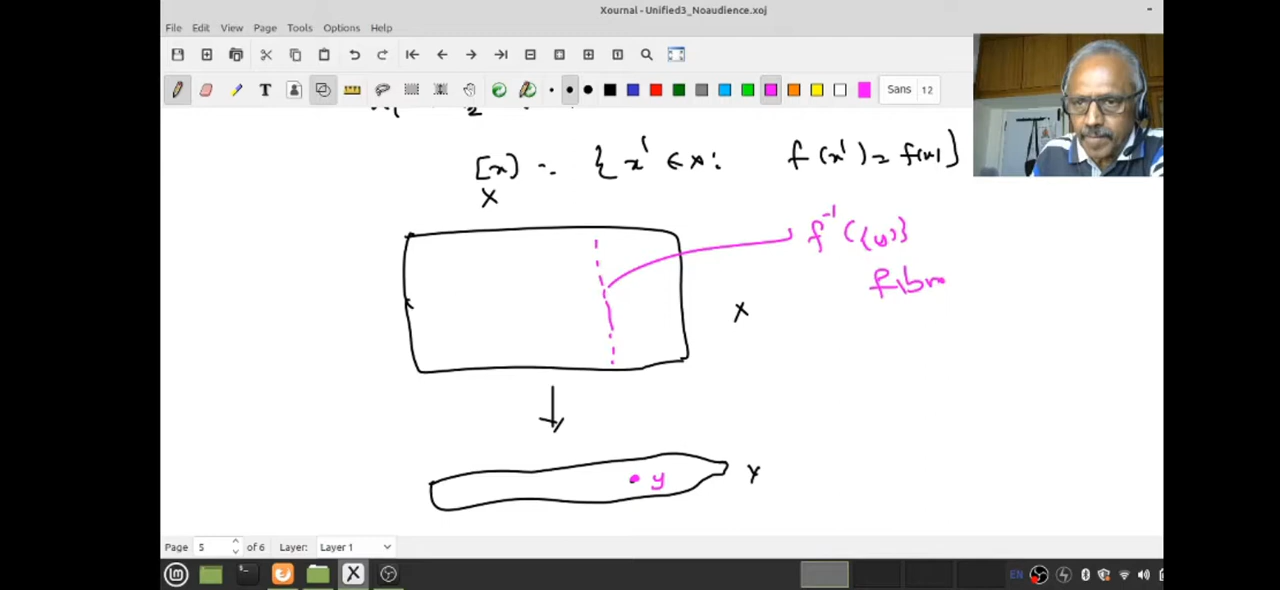 Xournal - Unified3_Noaudience.xoj
File Edit View Page Tools Options Help
Sans 12
[x] = { x' ∈ X : f(x') = f(x) }
X
f⁻¹({y})
Fibre
X
y
Y
Page 5 of 6 Layer: Layer 1
EN